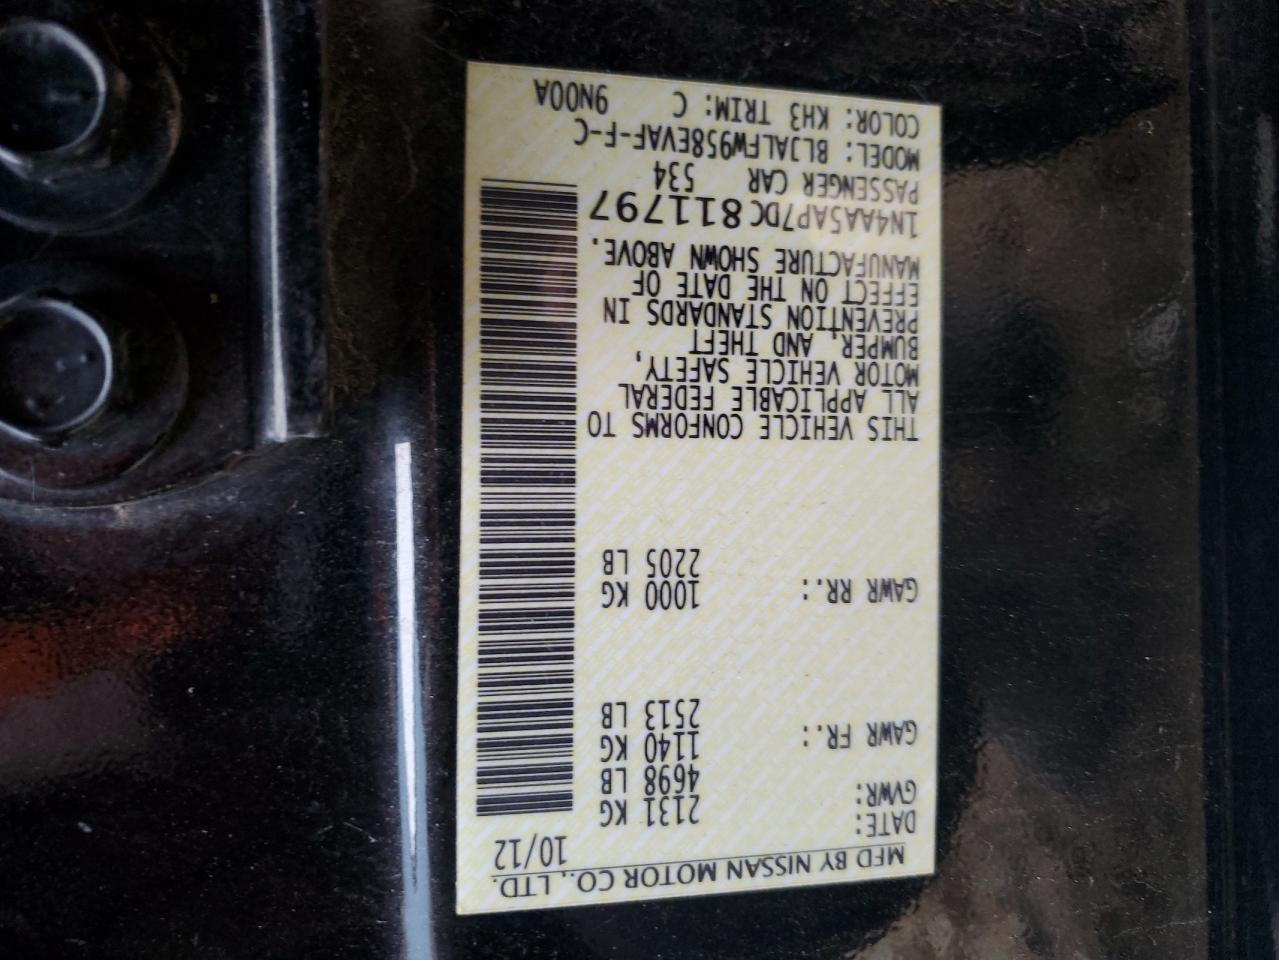 MFD BY NISSAN MOTOR CO., LTD.
DATE: 10/12
GVWR: 2131 KG
4698 LB
GAWR FR.: 1140 KG
2513 LB
GAWR RR.: 1000 KG
2205 LB
THIS VEHICLE CONFORMS TO
ALL APPLICABLE FEDERAL
MOTOR VEHICLE SAFETY,
BUMPER, AND THEFT
PREVENTION STANDARDS IN
EFFECT ON THE DATE OF
MANUFACTURE SHOWN ABOVE.
1N4AA5AP7DC811797
PASSENGER CAR 534
MODEL: BLJALFW958EVAF-F-C
COLOR: KH3 TRIM: C 9N00A